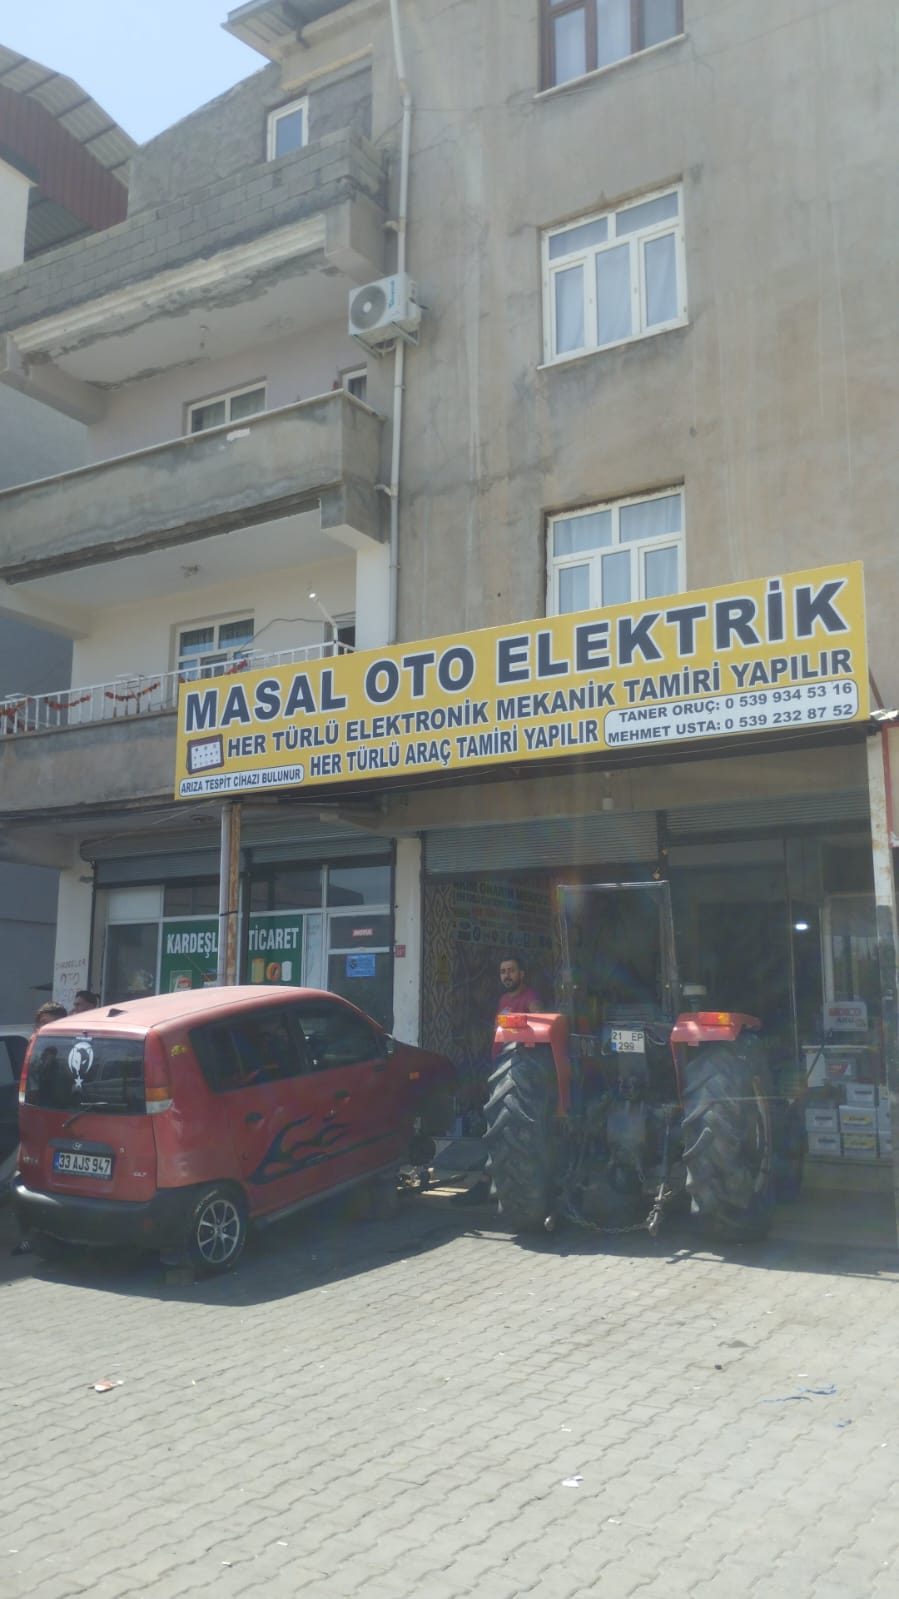 MASAL OTO ELEKTRİK
HER TÜRLÜ ELEKTRONİK MEKANİK TAMİRİ YAPILIR
HER TÜRLÜ ARAÇ TAMİRİ YAPILIR
ARIZA TESPİT CİHAZI BULUNUR
TANER ORUÇ: 0 539 934 53 16
MEHMET USTA: 0 539 232 87 52
TİCARET
OTO
21 EP
299
33 AJS 947